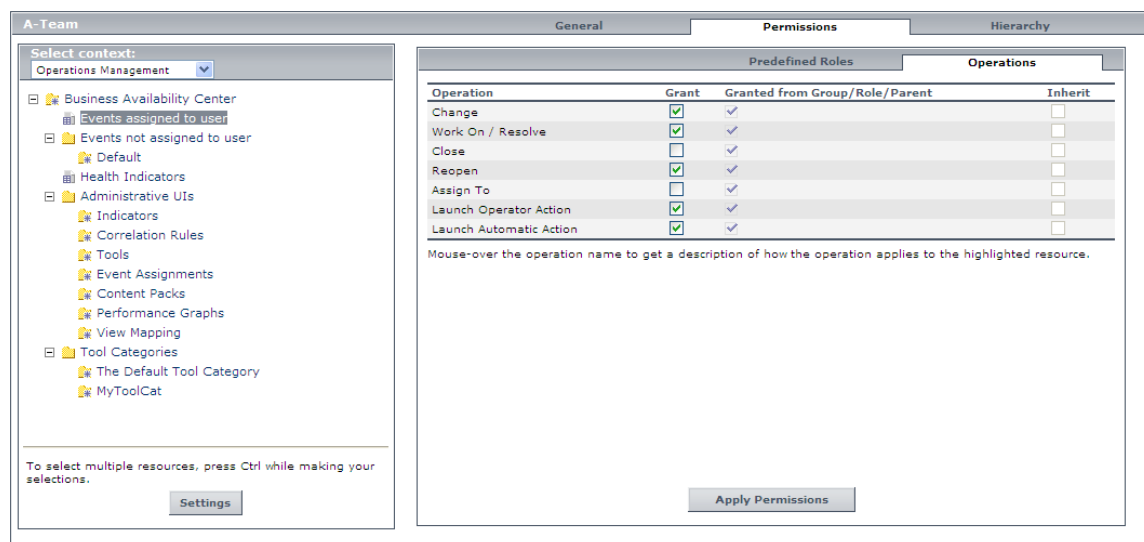 A-Team General Permissions Hierarchy
Select context:
Operations Management
Business Availability Center
Events assigned to user
Events not assigned to user
Default
Health Indicators
Administrative UIs
Indicators
Correlation Rules
Tools
Event Assignments
Content Packs
Performance Graphs
View Mapping
Tool Categories
The Default Tool Category
MyToolCat
To select multiple resources, press Ctrl while making your
selections.
Settings
Predefined Roles Operations
Operation Grant Granted from Group/Role/Parent Inherit
Change
Work On / Resolve
Close
Reopen
Assign To
Launch Operator Action
Launch Automatic Action
Mouse-over the operation name to get a description of how the operation applies to the highlighted resource.
Apply Permissions